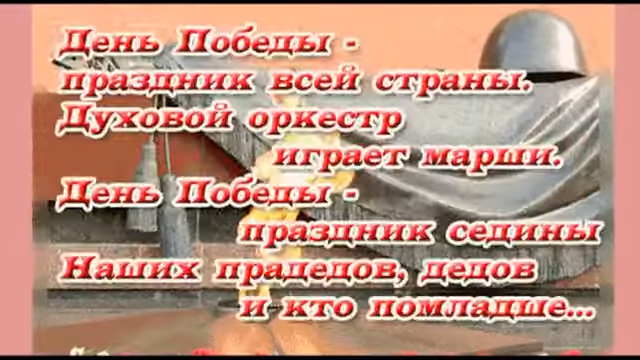 День Победы -
праздник всей страны.
Духовой оркестр
играет марши.
День Победы -
праздник седины
Наших прадедов, дедов
и кто помладше...